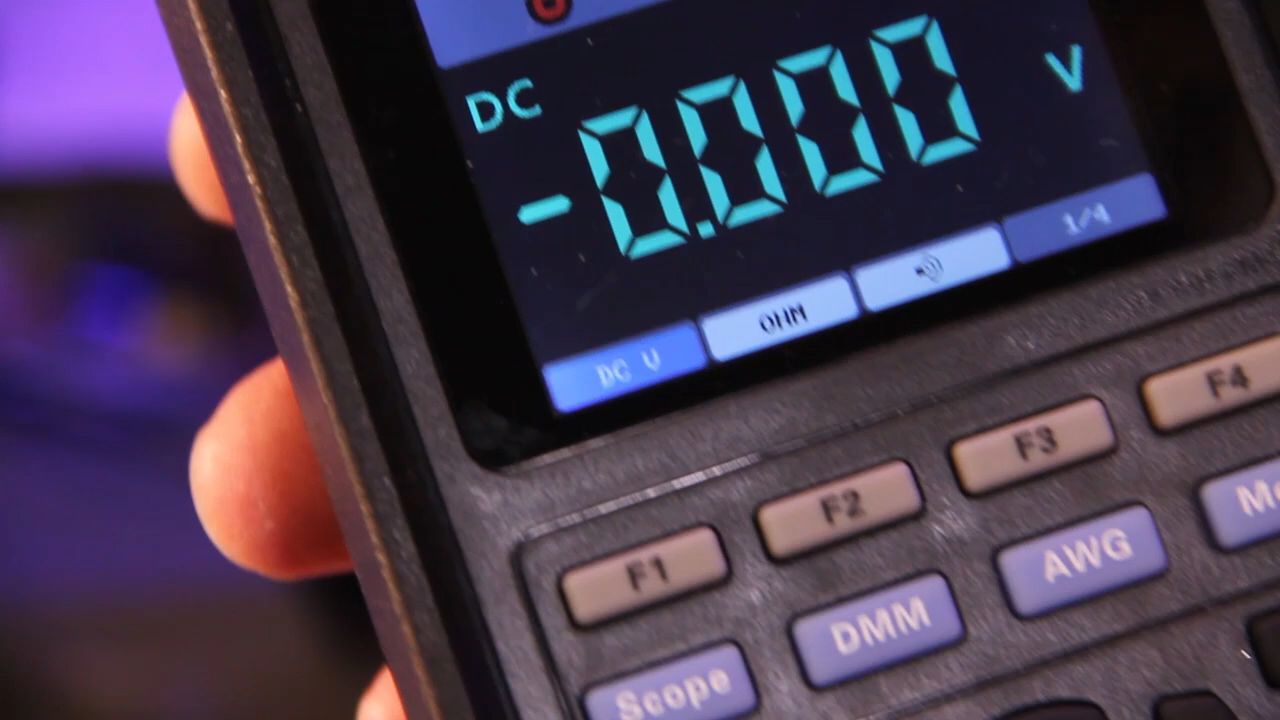 DC -0.000 V
DC V OHM 1/4
F1 F2 F3 F4
Scope DMM AWG